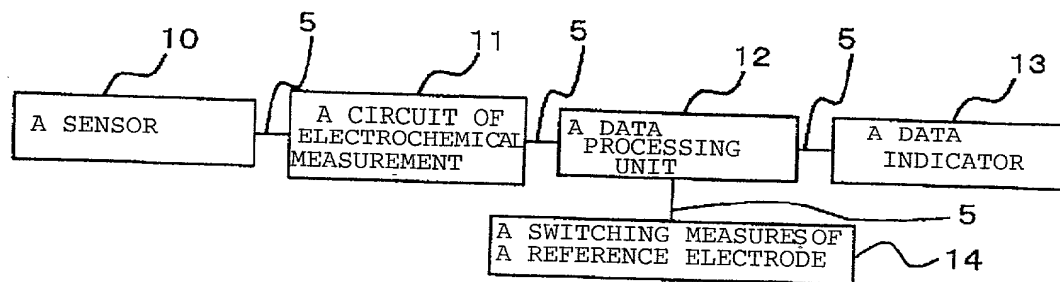 10
5
11
5
12
5
13
A SENSOR
A CIRCUIT OF
ELECTROCHEMICAL
MEASUREMENT
A DATA
PROCESSING
UNIT
A DATA
INDICATOR
5
A SWITCHING MEASURES OF
A REFERENCE ELECTRODE
14